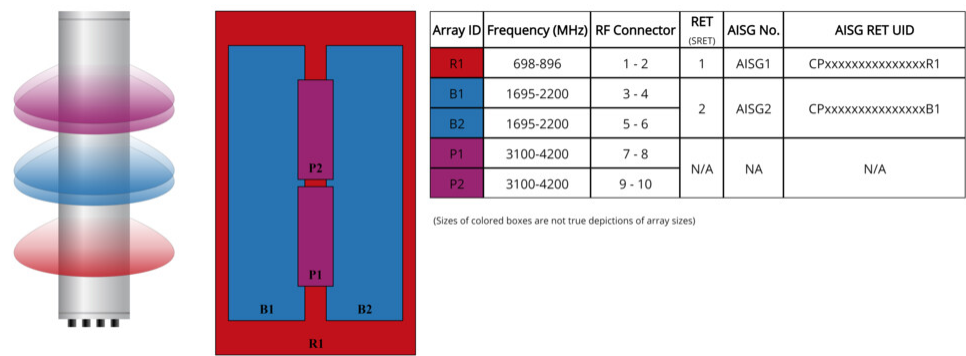 P2
P1
B1
B2
R1
Array ID Frequency (MHz) RF Connector RET (SRET) AISG No. AISG RET UID
R1 698-896 1 - 2 1 AISG1 CPxxxxxxxxxxxxxxxR1
B1 1695-2200 3 - 4 2 AISG2 CPxxxxxxxxxxxxxxxB1
B2 1695-2200 5 - 6
P1 3100-4200 7 - 8 N/A NA N/A
P2 3100-4200 9 - 10
(Sizes of colored boxes are not true depictions of array sizes)